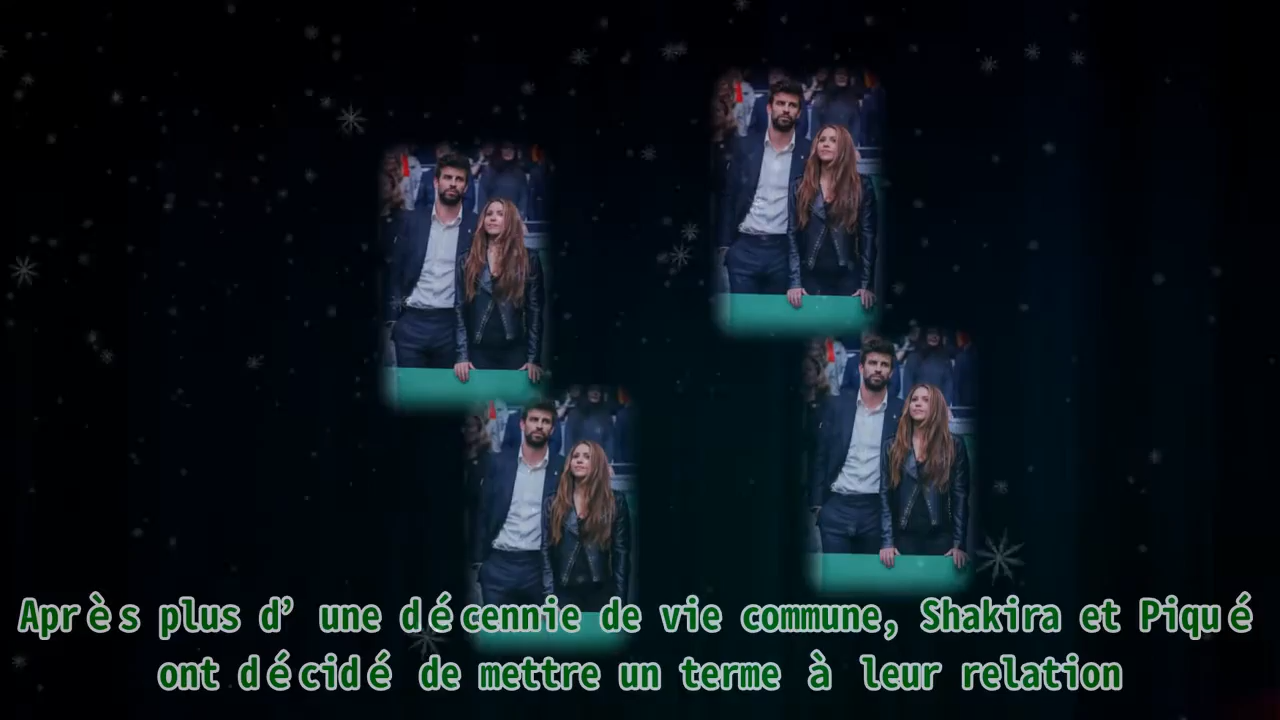 Après plus d’ une décennie de vie commune, Shakira et Piqué
ont décidé de mettre un terme à leur relation